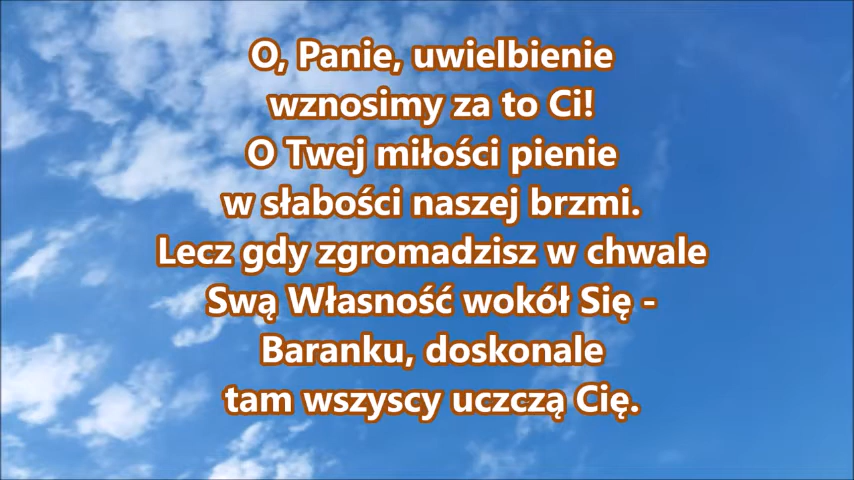 O, Panie, uwielbienie
wznosimy za to Ci!
O Twej miłości pienie
w słabości naszej brzmi.
Lecz gdy zgromadzisz w chwale
Swą Własność wokół Się -
Baranku, doskonale
tam wszyscy uczczą Cię.